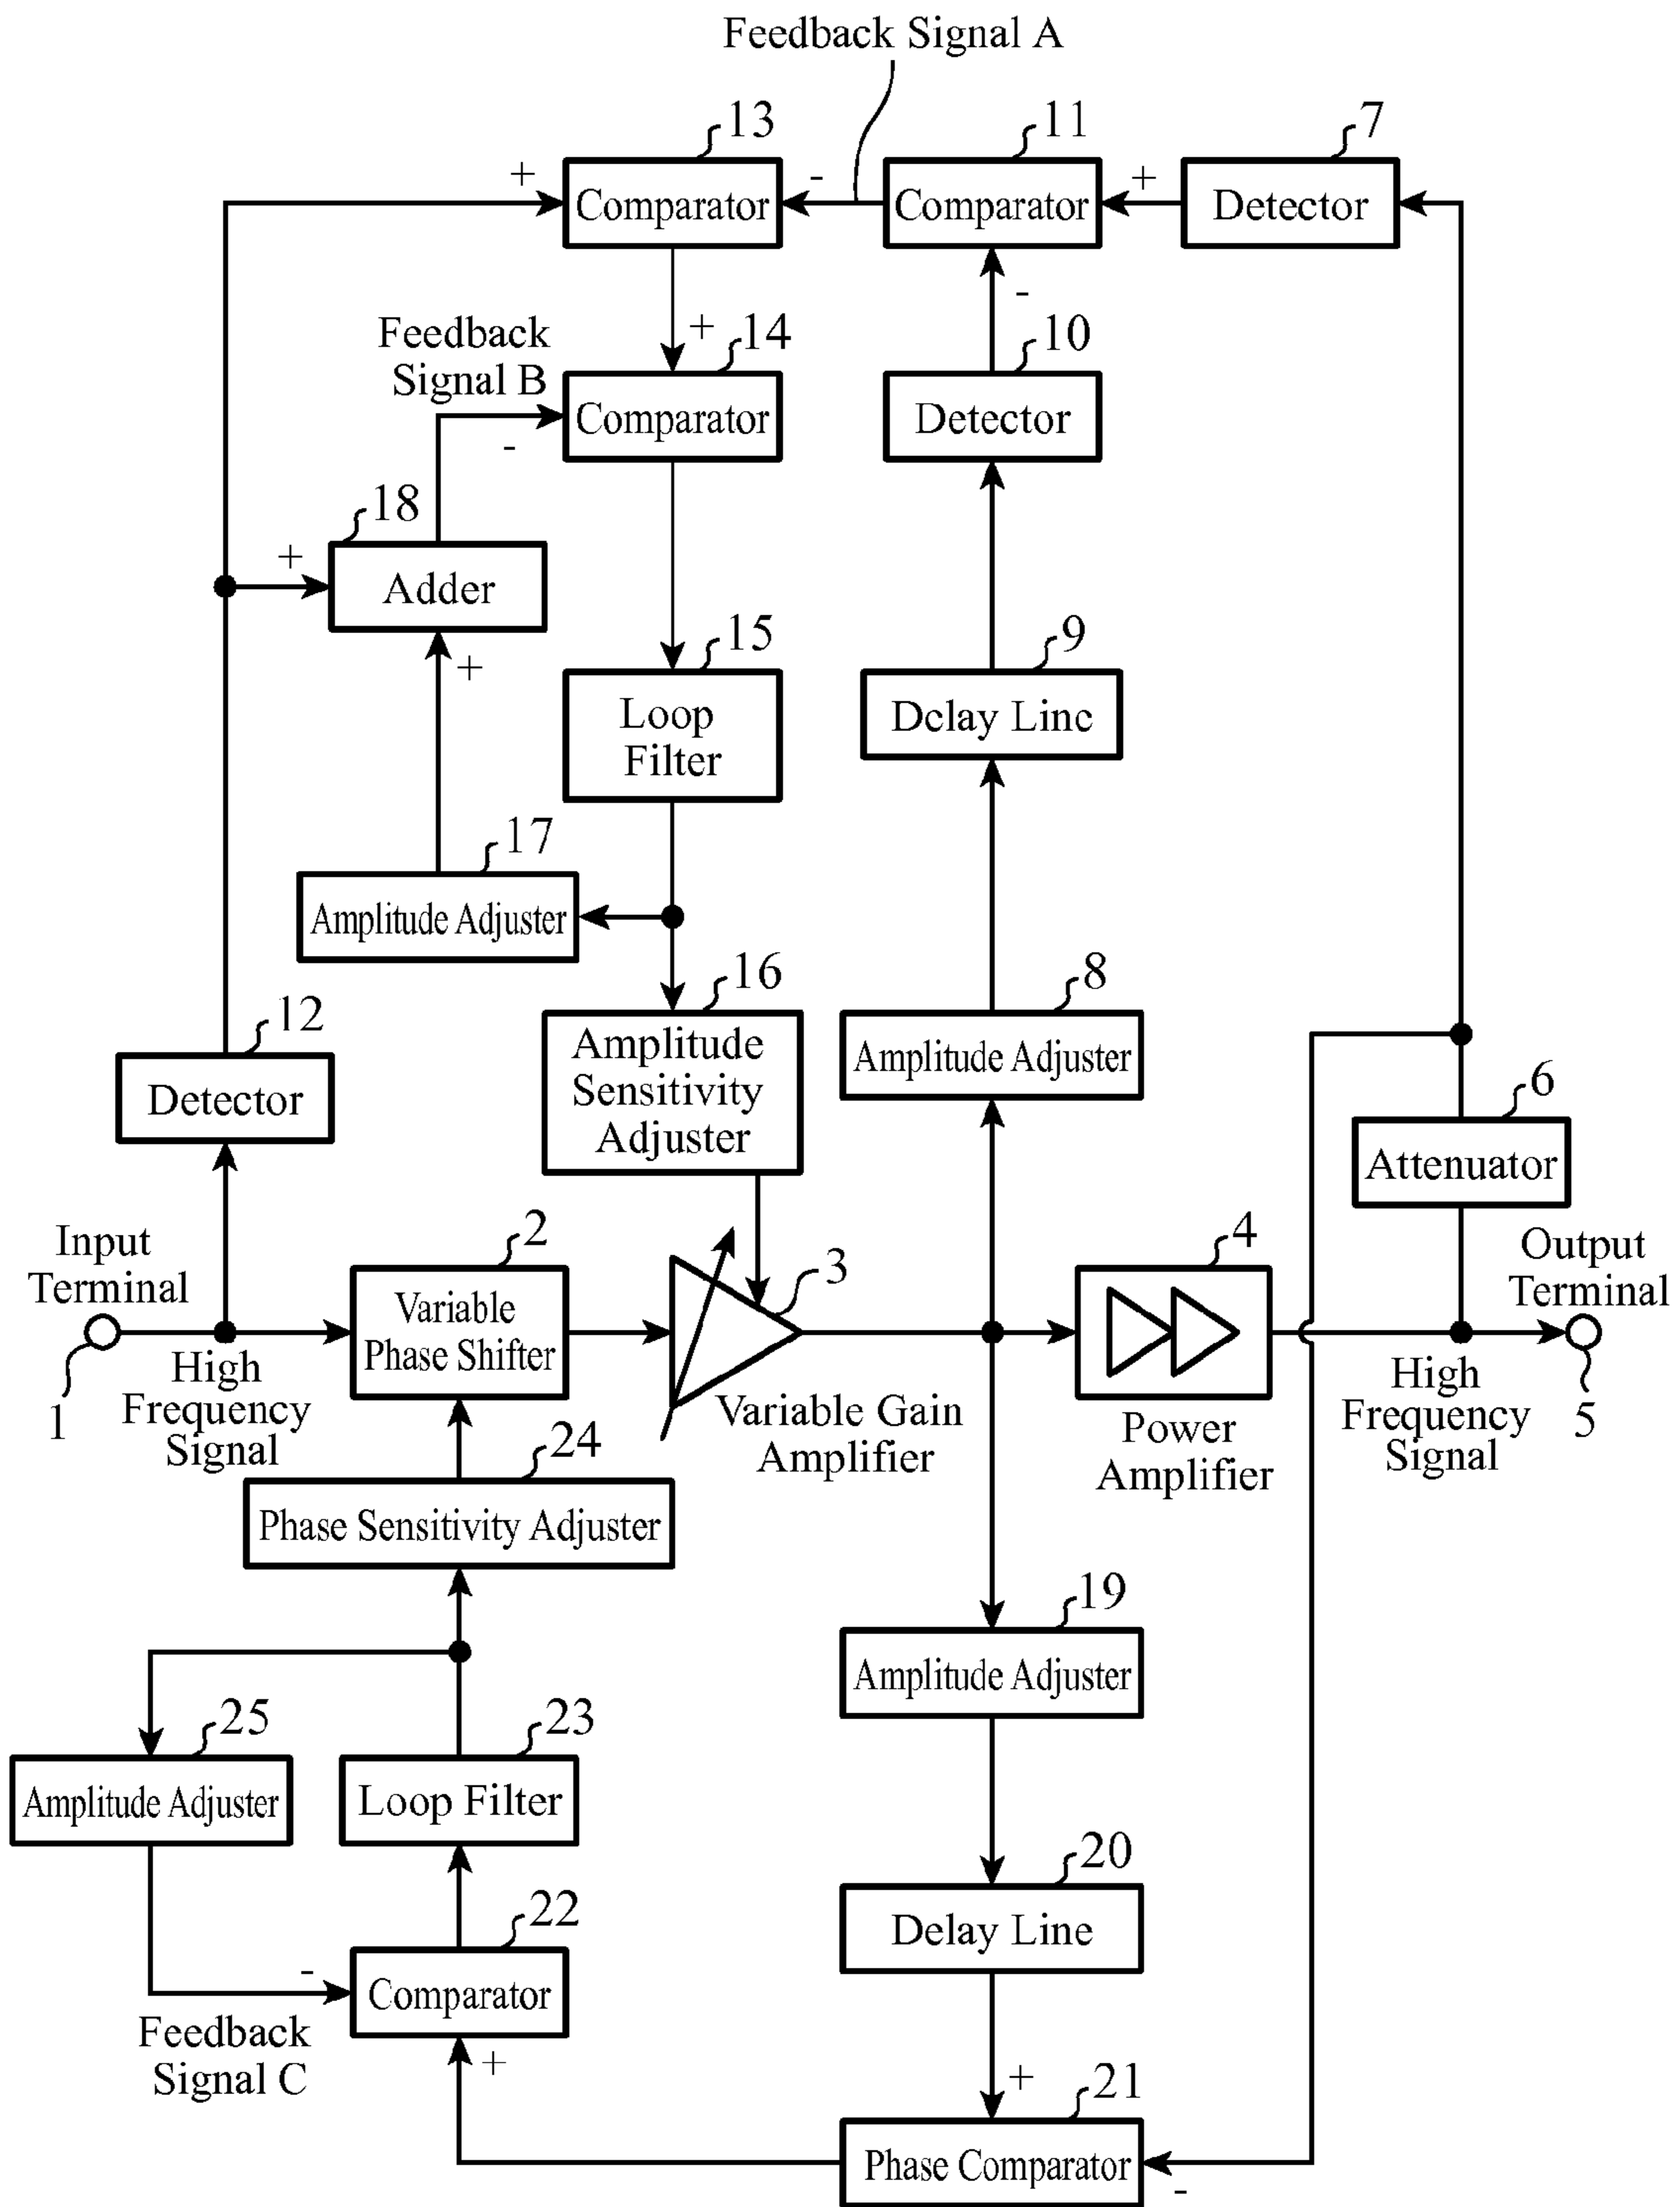 Feedback Signal A
13
11
7
+
Comparator
-
Comparator
+
Detector
-
Feedback
Signal B
+
14
10
Comparator
Detector
-
18
+
Adder
15
9
+
Loop
Filter
Delay Line
17
Amplitude Adjuster
16
8
12
Amplitude
Sensitivity
Adjuster
Amplitude Adjuster
6
Detector
Attenuator
Input
Terminal
2
3
4
Output
Terminal
Variable
Phase Shifter
1
High
Frequency
Signal
Variable Gain
Amplifier
Power
Amplifier
High
Frequency
Signal
5
24
Phase Sensitivity Adjuster
19
Amplitude Adjuster
25
23
Amplitude Adjuster
Loop Filter
20
22
Delay Line
-
Comparator
Feedback
Signal C
+
+
21
Phase Comparator
-